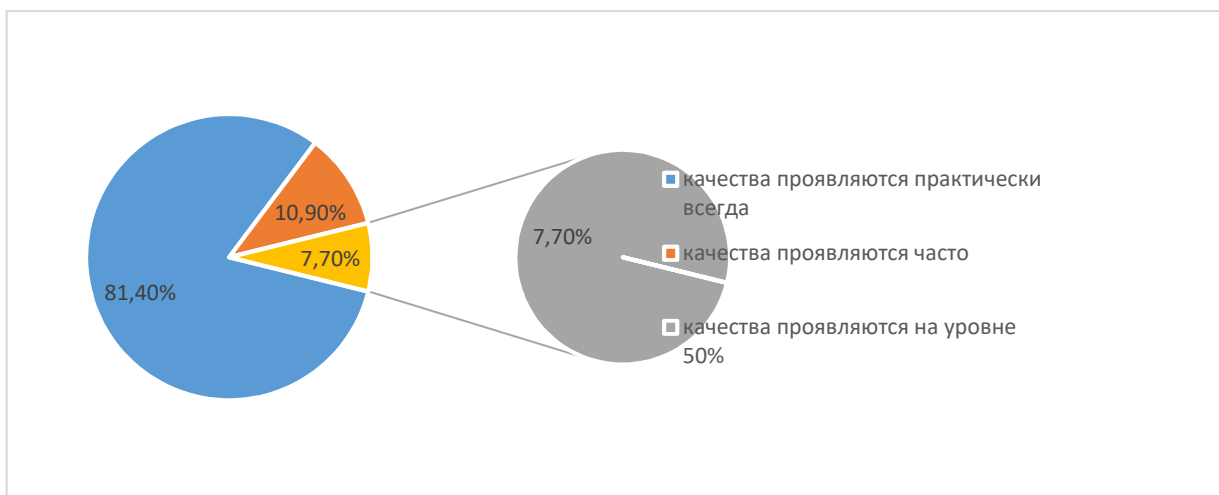 10,90%
7,70%
81,40%
7,70%
качества проявляются практически
всегда
качества проявляются часто
качества проявляются на уровне
50%